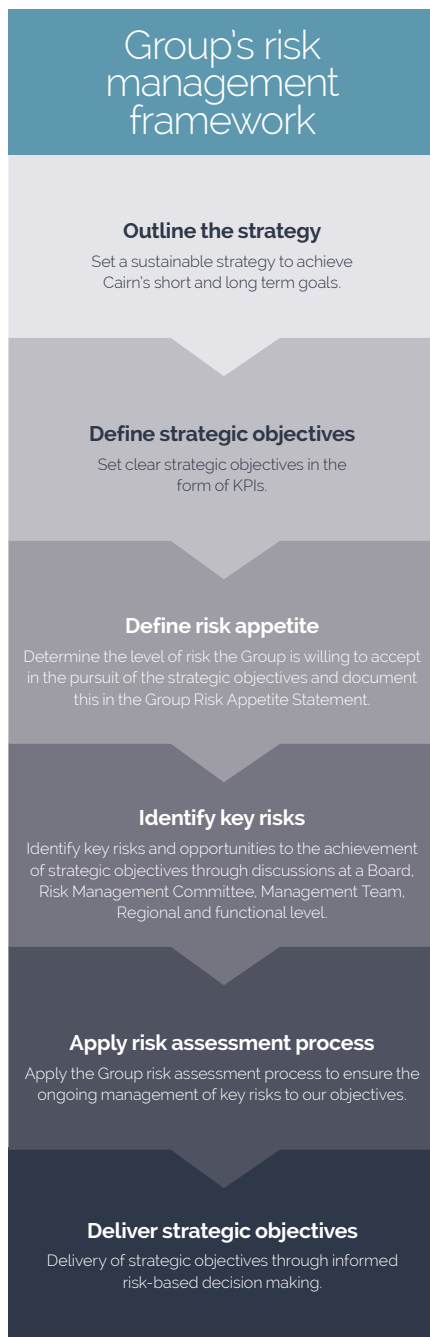 Group's risk
management
framework
Outline the strategy
Set a sustainable strategy to achieve
Cairn's short and long term goals.
Define strategic objectives
Set clear strategic objectives in the
form of KPIs.
Define risk appetite
Determine the level of risk the Group is willing to accept
in the pursuit of the strategic objectives and document
this in the Group Risk Appetite Statement.
Identify key risks
Identify key risks and opportunities to the achievement
of strategic objectives through discussions at a Board,
Risk Management Committee, Management Team,
Regional and functional level.
Apply risk assessment process
Apply the Group risk assessment process to ensure the
ongoing management of key risks to our objectives.
Deliver strategic objectives
Delivery of strategic objectives through informed
risk-based decision making.